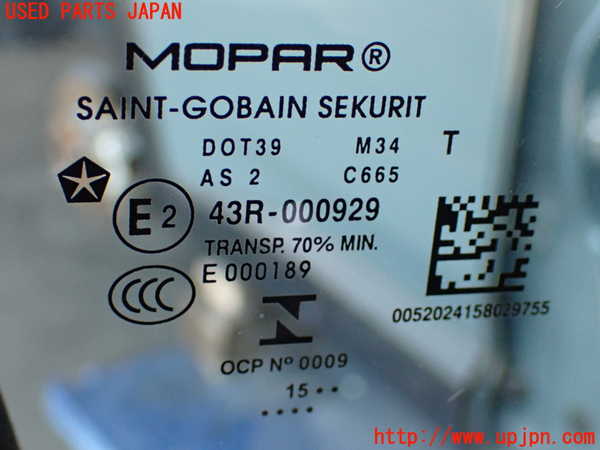 USED PARTS JAPAN
MOPAR®
SAINT-GOBAIN SEKURIT
DOT39 M34 T
AS 2 C665
E2 43R-000929
TRANSP. 70% MIN.
E 000189
CCC
0052024158029755
OCP Nº 0009
15 ••
••••
http://www.upjpn.com/